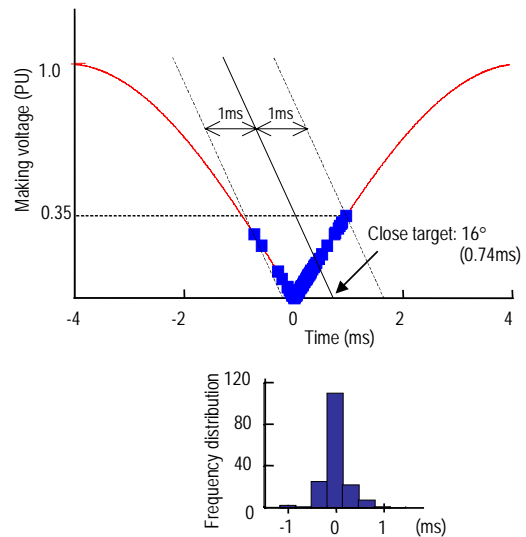 1.0
Making voltage (PU)
1ms 1ms
0.35
Close target: 16°
(0.74ms)
-4 -2 0 2 4
Time (ms)
Frequency distribution
120
80
40
0
-1 0 1 (ms)